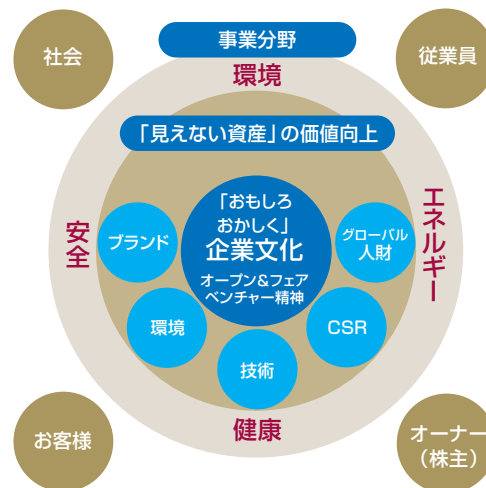 社会
事業分野
従業員
環境
「見えない資産」の価値向上
「おもしろ
おかしく」
企業文化
オープン&フェア
ベンチャー精神
安全
ブランド
グローバル
人財
エネルギー
環境
CSR
技術
健康
お客様
オーナー
（株主）